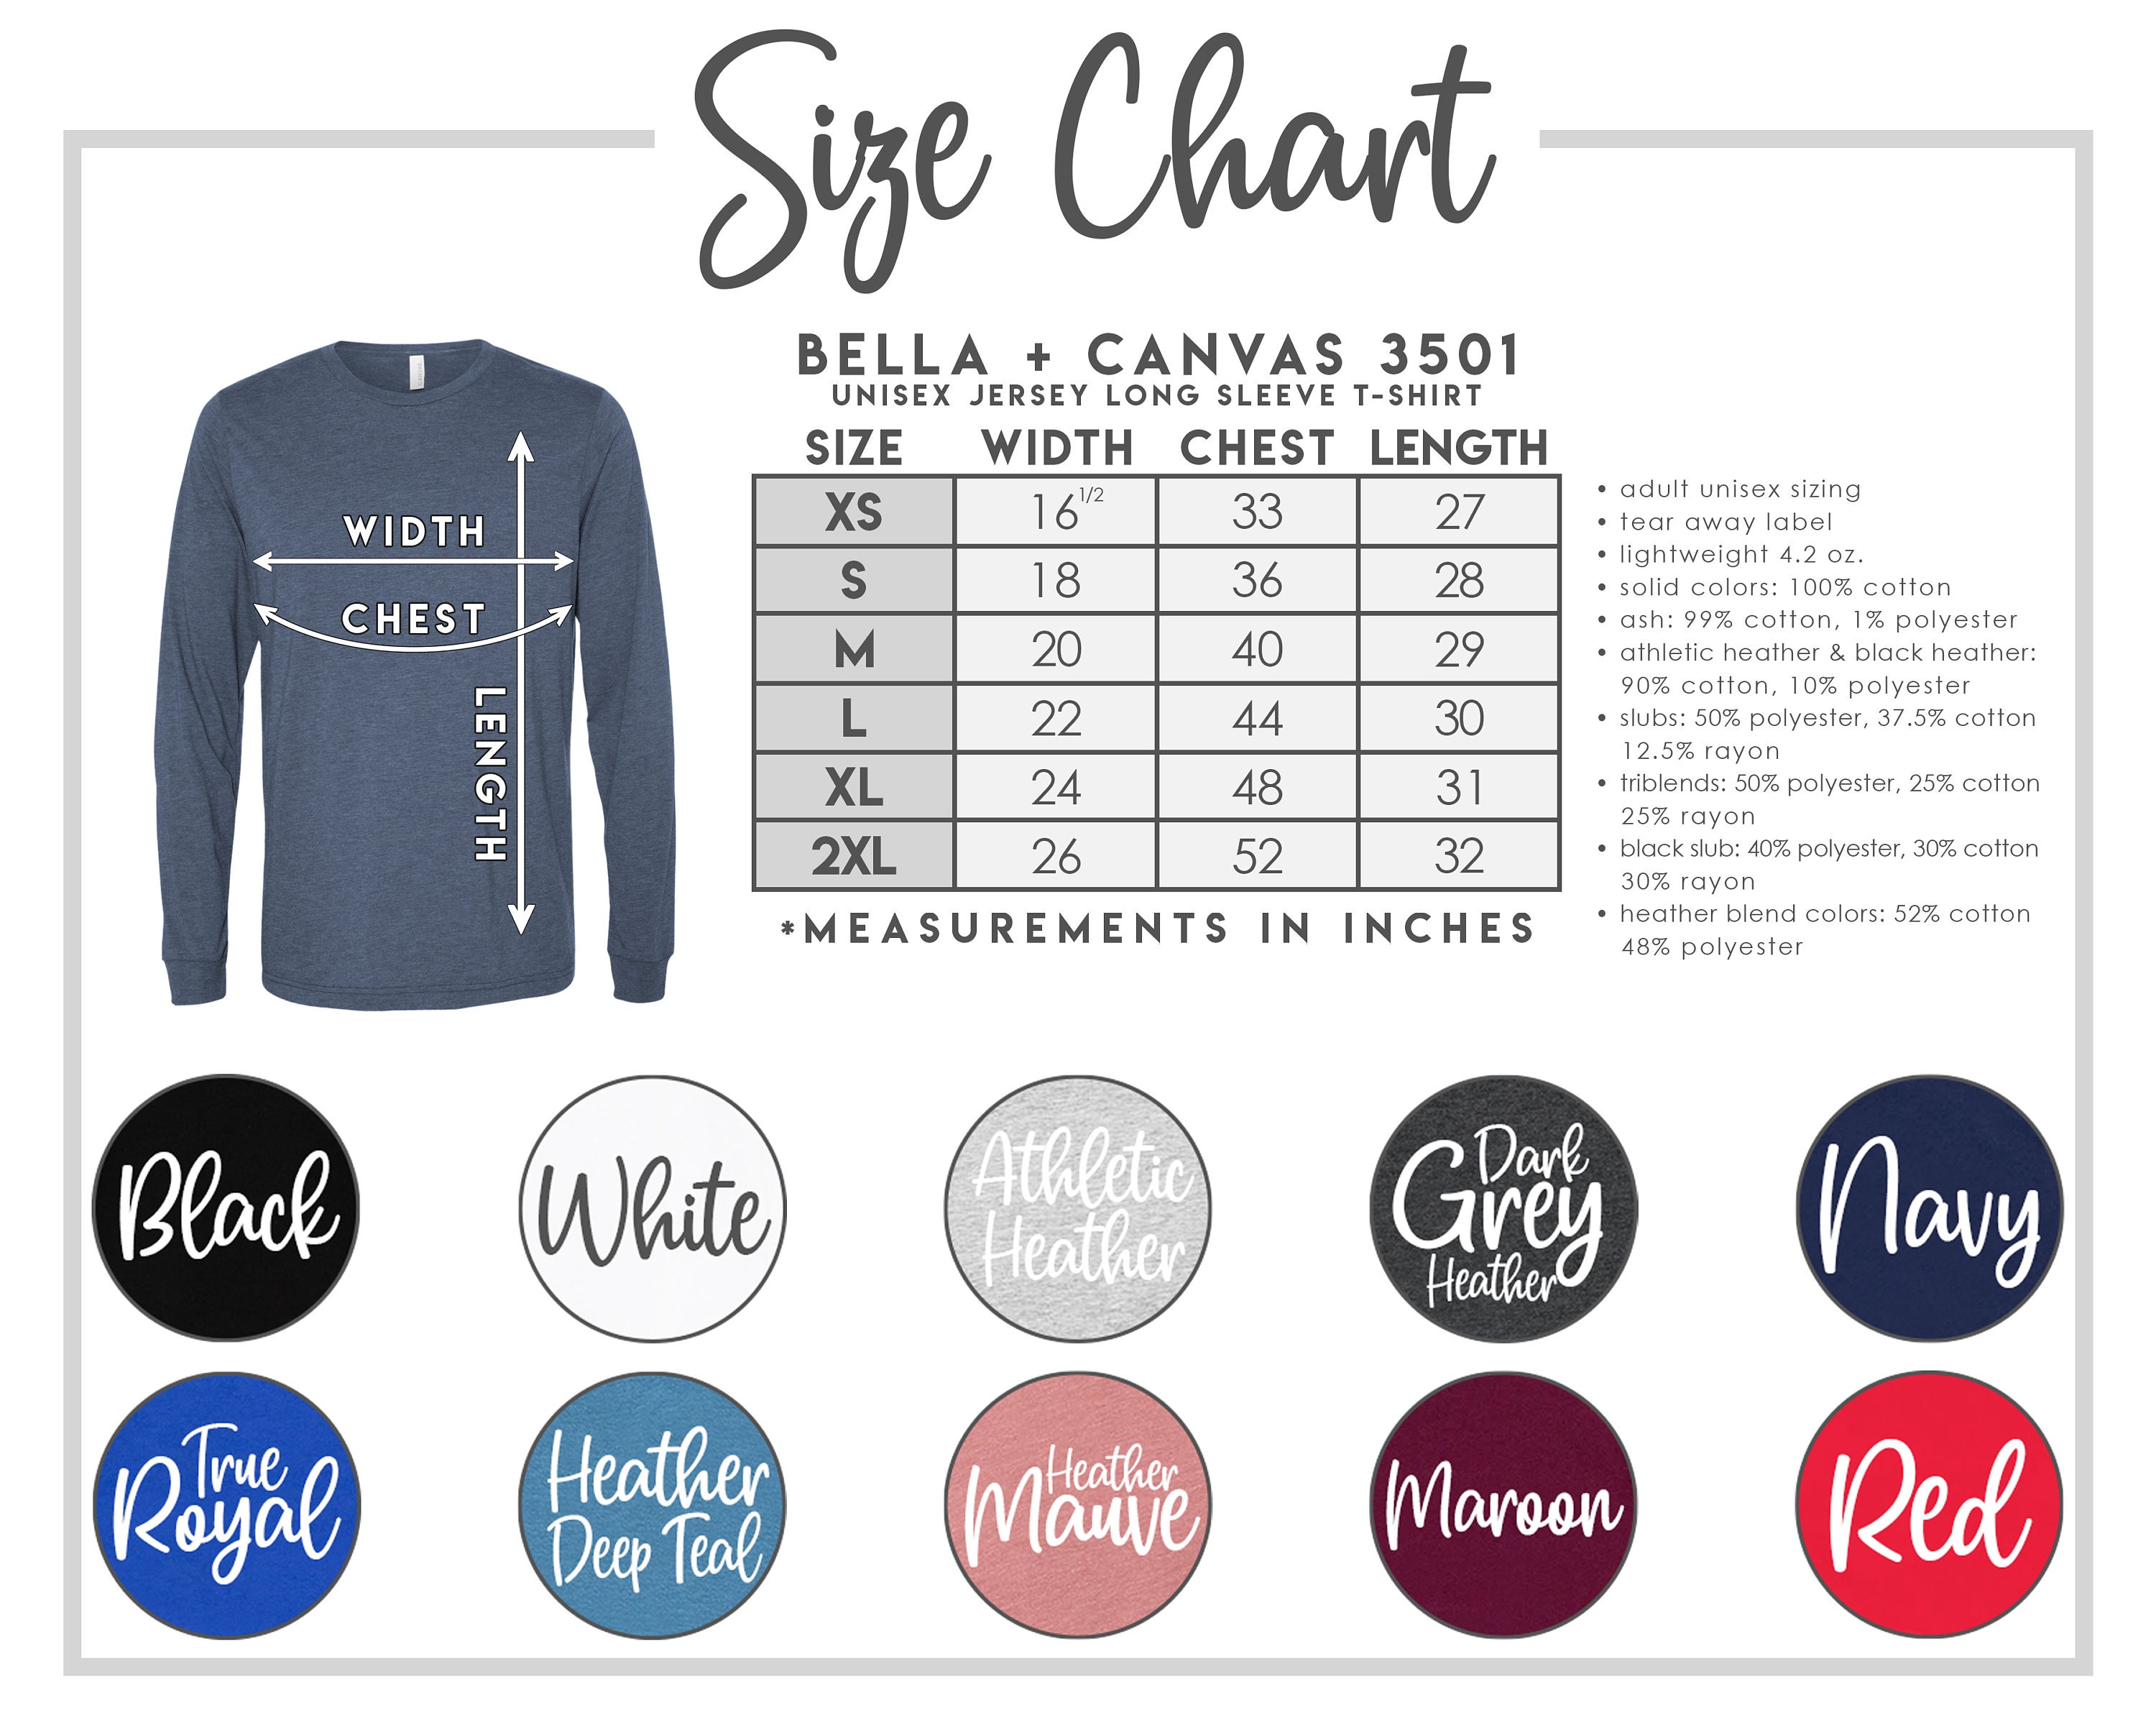 Size Chart
BELLA + CANVAS 3501
UNISEX JERSEY LONG SLEEVE T-SHIRT
SIZE WIDTH CHEST LENGTH
XS 16 1/2 33 27
S 18 36 28
M 20 40 29
L 22 44 30
XL 24 48 31
2XL 26 52 32
*MEASUREMENTS IN INCHES
WIDTH
CHEST
LENGTH
• adult unisex sizing
• tear away label
• lightweight 4.2 oz.
• solid colors: 100% cotton
• ash: 99% cotton, 1% polyester
• athletic heather & black heather:
90% cotton, 10% polyester
• slubs: 50% polyester, 37.5% cotton
12.5% rayon
• triblends: 50% polyester, 25% cotton
25% rayon
• black slub: 40% polyester, 30% cotton
30% rayon
• heather blend colors: 52% cotton
48% polyester
Black
White
Athletic
Heather
Dark
Grey
Heather
Navy
True
Royal
Heather
Deep Teal
Heather
Mauve
Maroon
Red